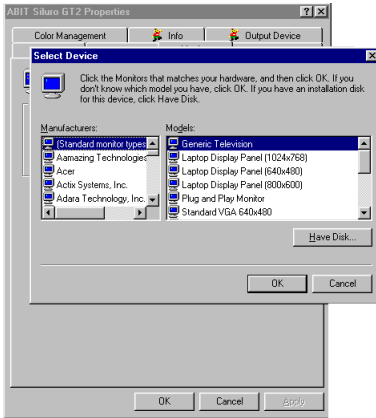 ABIT Siluro GT2 Properties
Color Management
Info
Output Device
Select Device
Click the Monitors that matches your hardware, and then click OK. If you
don't know which model you have, click OK. If you have an installation disk
for this device, click Have Disk.
Manufacturers:
(Standard monitor types
Aamazing Technologies
Acer
Actix Systems, Inc.
Adara Technology, Inc.
Models:
Generic Television
Laptop Display Panel (1024x768)
Laptop Display Panel (640x480)
Laptop Display Panel (800x600)
Plug and Play Monitor
Standard VGA 640x480
Have Disk...
OK
Cancel
OK
Cancel
Apply